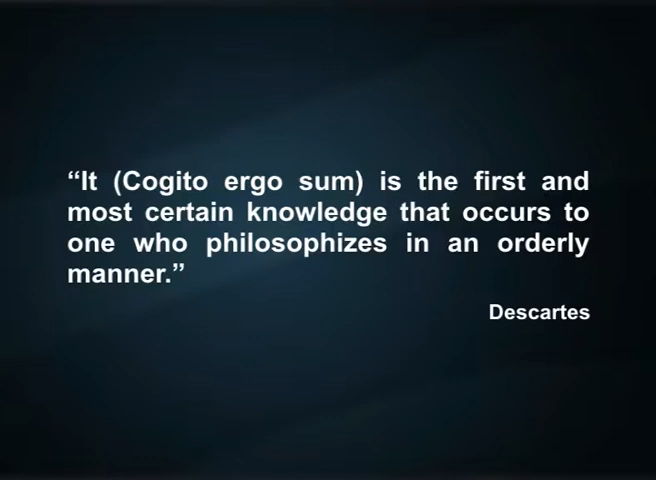 “It (Cogito ergo sum) is the first and
most certain knowledge that occurs to
one who philosophizes in an orderly
manner.”
Descartes